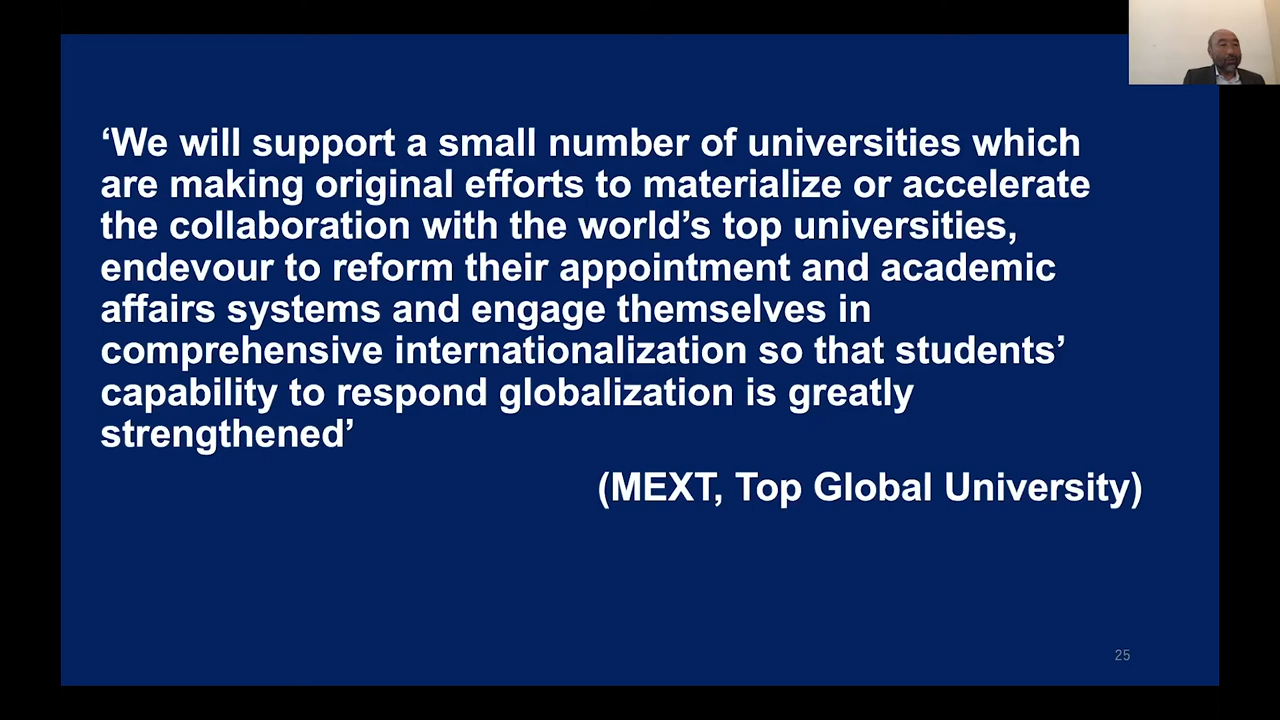 ‘We will support a small number of universities which
are making original efforts to materialize or accelerate
the collaboration with the world’s top universities,
endevour to reform their appointment and academic
affairs systems and engage themselves in
comprehensive internationalization so that students’
capability to respond globalization is greatly
strengthened’
(MEXT, Top Global University)
25